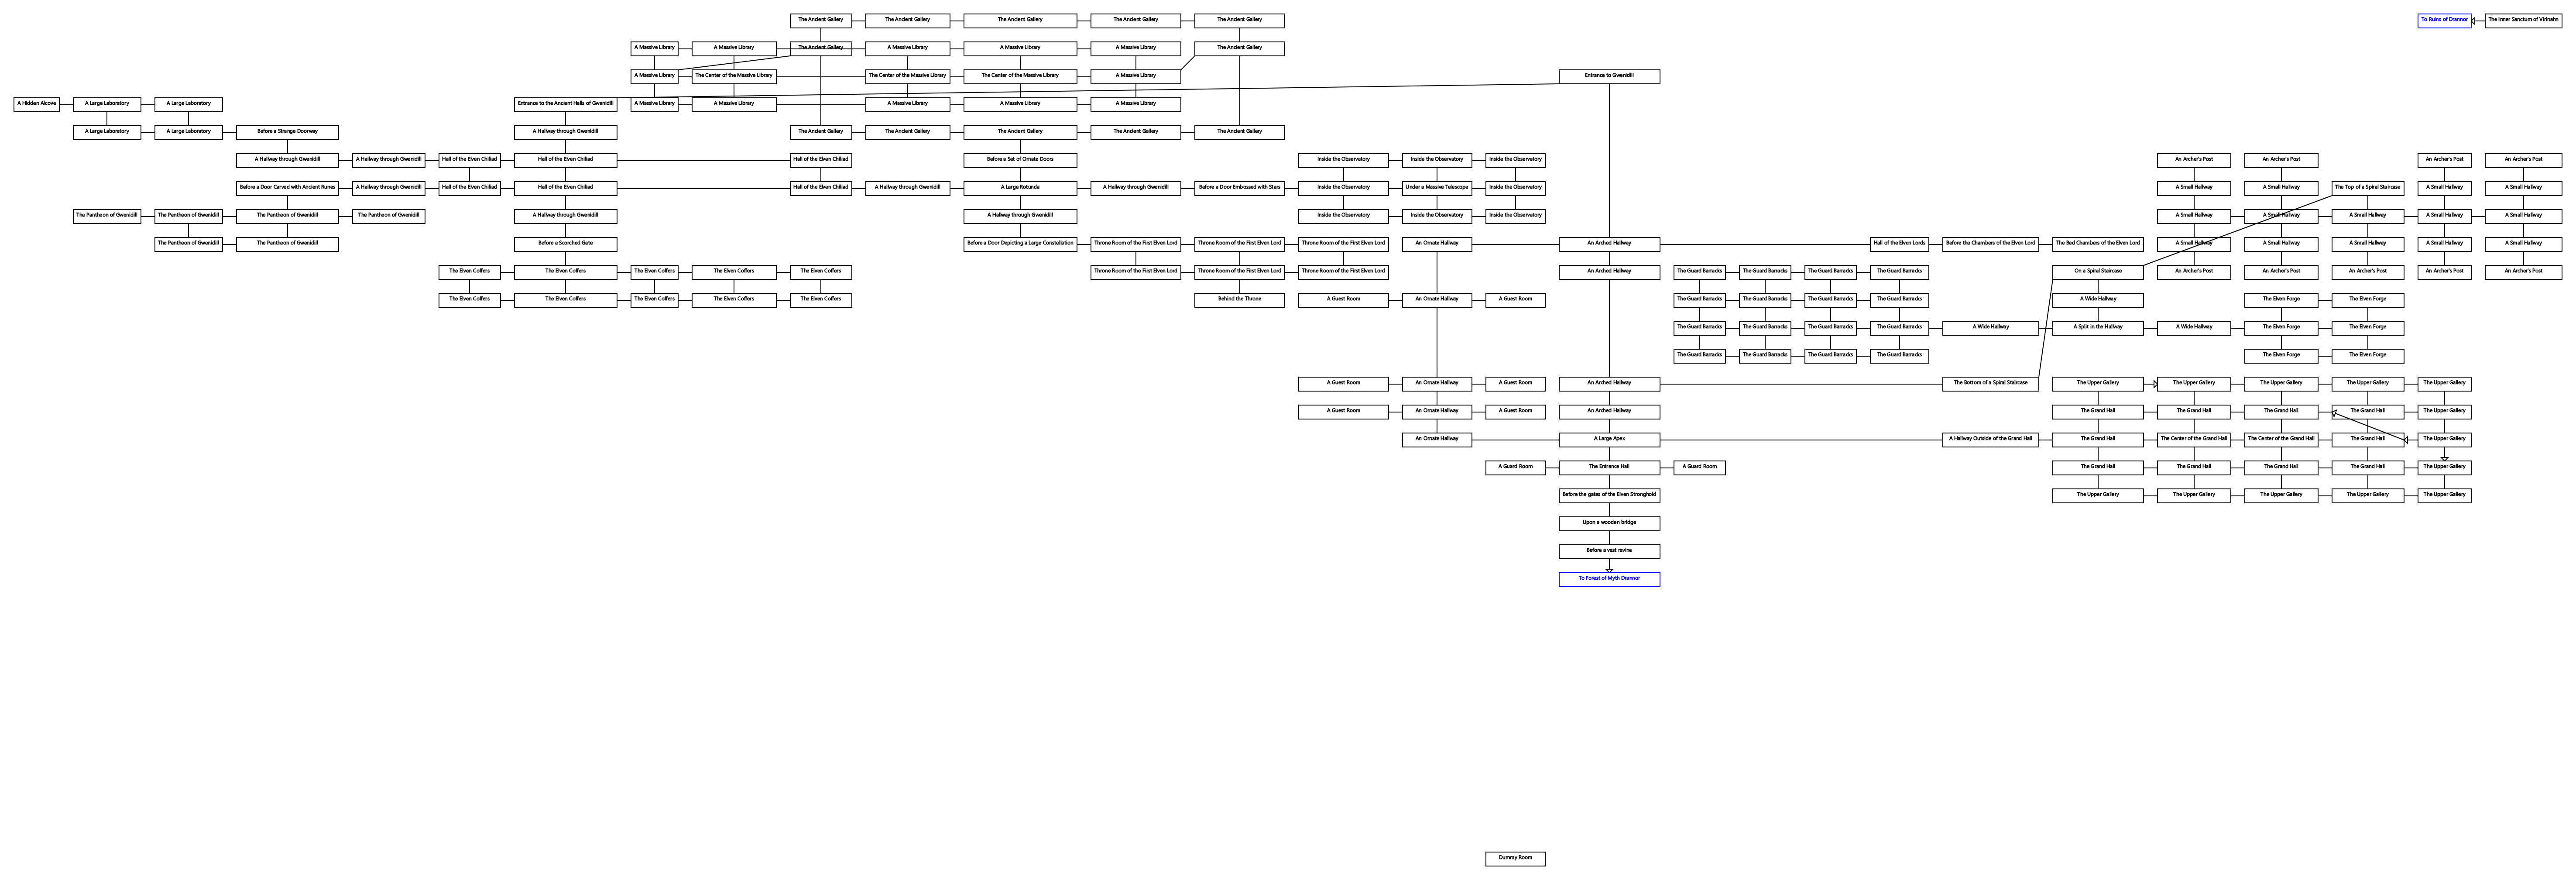 The Ancient Gallery
The Ancient Gallery
The Ancient Gallery
The Ancient Gallery
The Ancient Gallery
To Ruins of Drannor
The Inner Sanctum of Virinahn
A Massive Library
A Massive Library
The Ancient Gallery
A Massive Library
A Massive Library
A Massive Library
The Ancient Gallery
A Massive Library
The Center of the Massive Library
The Center of the Massive Library
The Center of the Massive Library
A Massive Library
Entrance to Gwenidill
A Hidden Alcove
A Large Laboratory
A Large Laboratory
Entrance to the Ancient Halls of Gwenidill
A Massive Library
A Massive Library
A Massive Library
A Massive Library
A Massive Library
A Large Laboratory
A Large Laboratory
Before a Strange Doorway
A Hallway through Gwenidill
The Ancient Gallery
The Ancient Gallery
The Ancient Gallery
The Ancient Gallery
The Ancient Gallery
A Hallway through Gwenidill
A Hallway through Gwenidill
Hall of the Elven Chiliad
Hall of the Elven Chiliad
Hall of the Elven Chiliad
Before a Set of Ornate Doors
Inside the Observatory
Inside the Observatory
Inside the Observatory
An Archer's Post
An Archer's Post
An Archer's Post
An Archer's Post
Before a Door Carved with Ancient Runes
A Hallway through Gwenidill
Hall of the Elven Chiliad
Hall of the Elven Chiliad
Hall of the Elven Chiliad
A Hallway through Gwenidill
A Large Rotunda
A Hallway through Gwenidill
Before a Door Embossed with Stars
Inside the Observatory
Under a Massive Telescope
Inside the Observatory
A Small Hallway
A Small Hallway
The Top of a Spiral Staircase
A Small Hallway
A Small Hallway
The Pantheon of Gwenidill
The Pantheon of Gwenidill
The Pantheon of Gwenidill
The Pantheon of Gwenidill
A Hallway through Gwenidill
A Hallway through Gwenidill
Inside the Observatory
Inside the Observatory
Inside the Observatory
A Small Hallway
A Small Hallway
A Small Hallway
A Small Hallway
A Small Hallway
The Pantheon of Gwenidill
The Pantheon of Gwenidill
Before a Scorched Gate
Before a Door Depicting a Large Constellation
Throne Room of the First Elven Lord
Throne Room of the First Elven Lord
Throne Room of the First Elven Lord
An Ornate Hallway
An Arched Hallway
Hall of the Elven Lords
Before the Chambers of the Elven Lord
The Bed Chambers of the Elven Lord
A Small Hallway
A Small Hallway
A Small Hallway
A Small Hallway
A Small Hallway
The Elven Coffers
The Elven Coffers
The Elven Coffers
The Elven Coffers
The Elven Coffers
Throne Room of the First Elven Lord
Throne Room of the First Elven Lord
Throne Room of the First Elven Lord
An Arched Hallway
The Guard Barracks
The Guard Barracks
The Guard Barracks
The Guard Barracks
On a Spiral Staircase
An Archer's Post
An Archer's Post
An Archer's Post
An Archer's Post
An Archer's Post
The Elven Coffers
The Elven Coffers
The Elven Coffers
The Elven Coffers
The Elven Coffers
Behind the Throne
A Guest Room
An Ornate Hallway
A Guest Room
The Guard Barracks
The Guard Barracks
The Guard Barracks
The Guard Barracks
A Wide Hallway
The Elven Forge
The Elven Forge
The Guard Barracks
The Guard Barracks
The Guard Barracks
The Guard Barracks
A Wide Hallway
A Split in the Hallway
A Wide Hallway
The Elven Forge
The Elven Forge
The Guard Barracks
The Guard Barracks
The Guard Barracks
The Guard Barracks
The Elven Forge
The Elven Forge
A Guest Room
An Ornate Hallway
A Guest Room
An Arched Hallway
The Bottom of a Spiral Staircase
The Upper Gallery
The Upper Gallery
The Upper Gallery
The Upper Gallery
The Upper Gallery
A Guest Room
An Ornate Hallway
A Guest Room
An Arched Hallway
The Grand Hall
The Grand Hall
The Grand Hall
The Grand Hall
The Upper Gallery
An Ornate Hallway
A Large Apex
A Hallway Outside of the Grand Hall
The Grand Hall
The Center of the Grand Hall
The Center of the Grand Hall
The Grand Hall
The Upper Gallery
A Guard Room
The Entrance Hall
A Guard Room
The Grand Hall
The Grand Hall
The Grand Hall
The Grand Hall
The Upper Gallery
Before the gates of the Elven Stronghold
The Upper Gallery
The Upper Gallery
The Upper Gallery
The Upper Gallery
The Upper Gallery
Upon a wooden bridge
Before a vast ravine
To Forest of Myth Drannor
Dummy Room